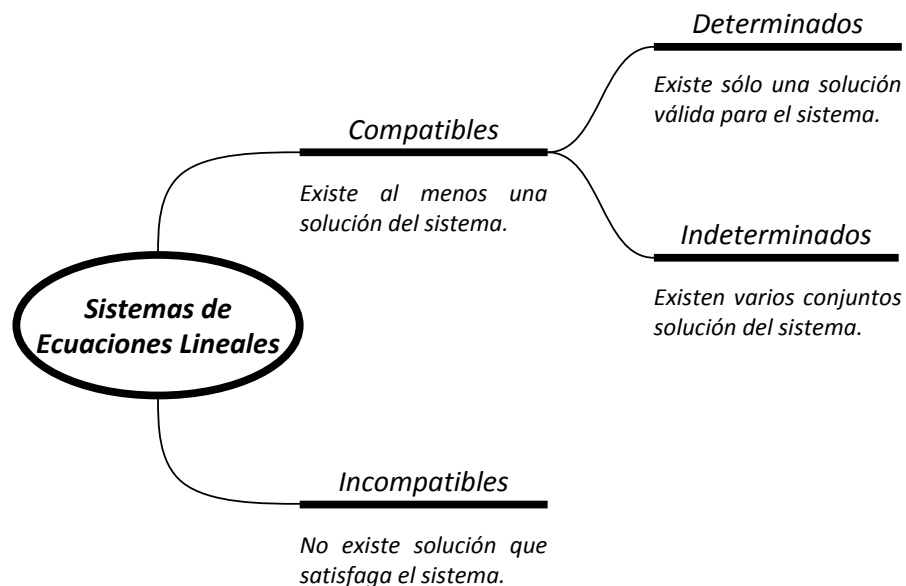 Sistemas de
Ecuaciones Lineales
Compatibles
Existe al menos una
solución del sistema.
Determinados
Existe sólo una solución
válida para el sistema.
Indeterminados
Existen varios conjuntos
solución del sistema.
Incompatibles
No existe solución que
satisfaga el sistema.